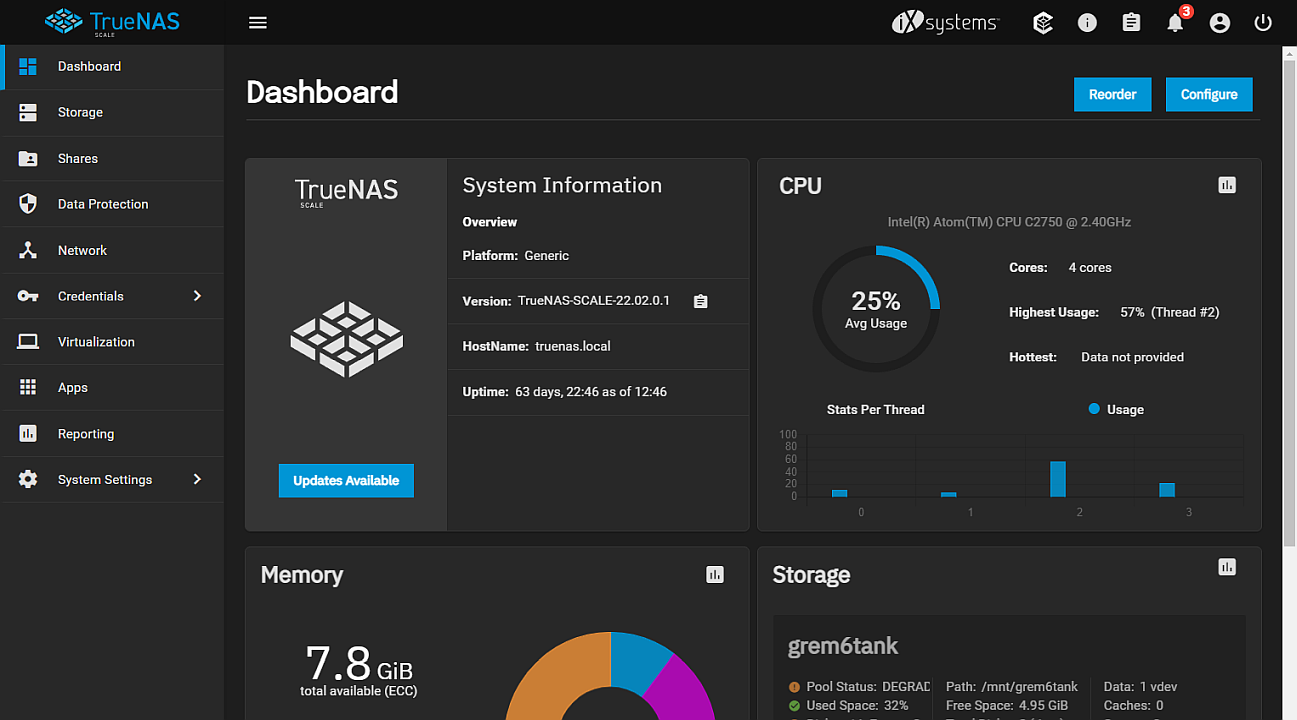 TrueNAS
SCALE
iXsystems
3
Dashboard
Storage
Shares
Data Protection
Network
Credentials
Virtualization
Apps
Reporting
System Settings
Dashboard
Reorder
Configure
TrueNAS
SCALE
Updates Available
System Information
Overview
Platform: Generic
Version: TrueNAS-SCALE-22.02.0.1
HostName: truenas.local
Uptime: 63 days, 22:46 as of 12:46
CPU
Intel(R) Atom(TM) CPU C2750 @ 2.40GHz
25%
Avg Usage
Cores: 4 cores
Highest Usage: 57% (Thread #2)
Hottest: Data not provided
Stats Per Thread
Usage
100
80
60
40
20
0
0 1 2 3
Memory
7.8 GiB
total available (ECC)
Storage
grem6tank
Pool Status: DEGRAD
Path: /mnt/grem6tank
Data: 1 vdev
Used Space: 32%
Free Space: 4.95 GiB
Caches: 0